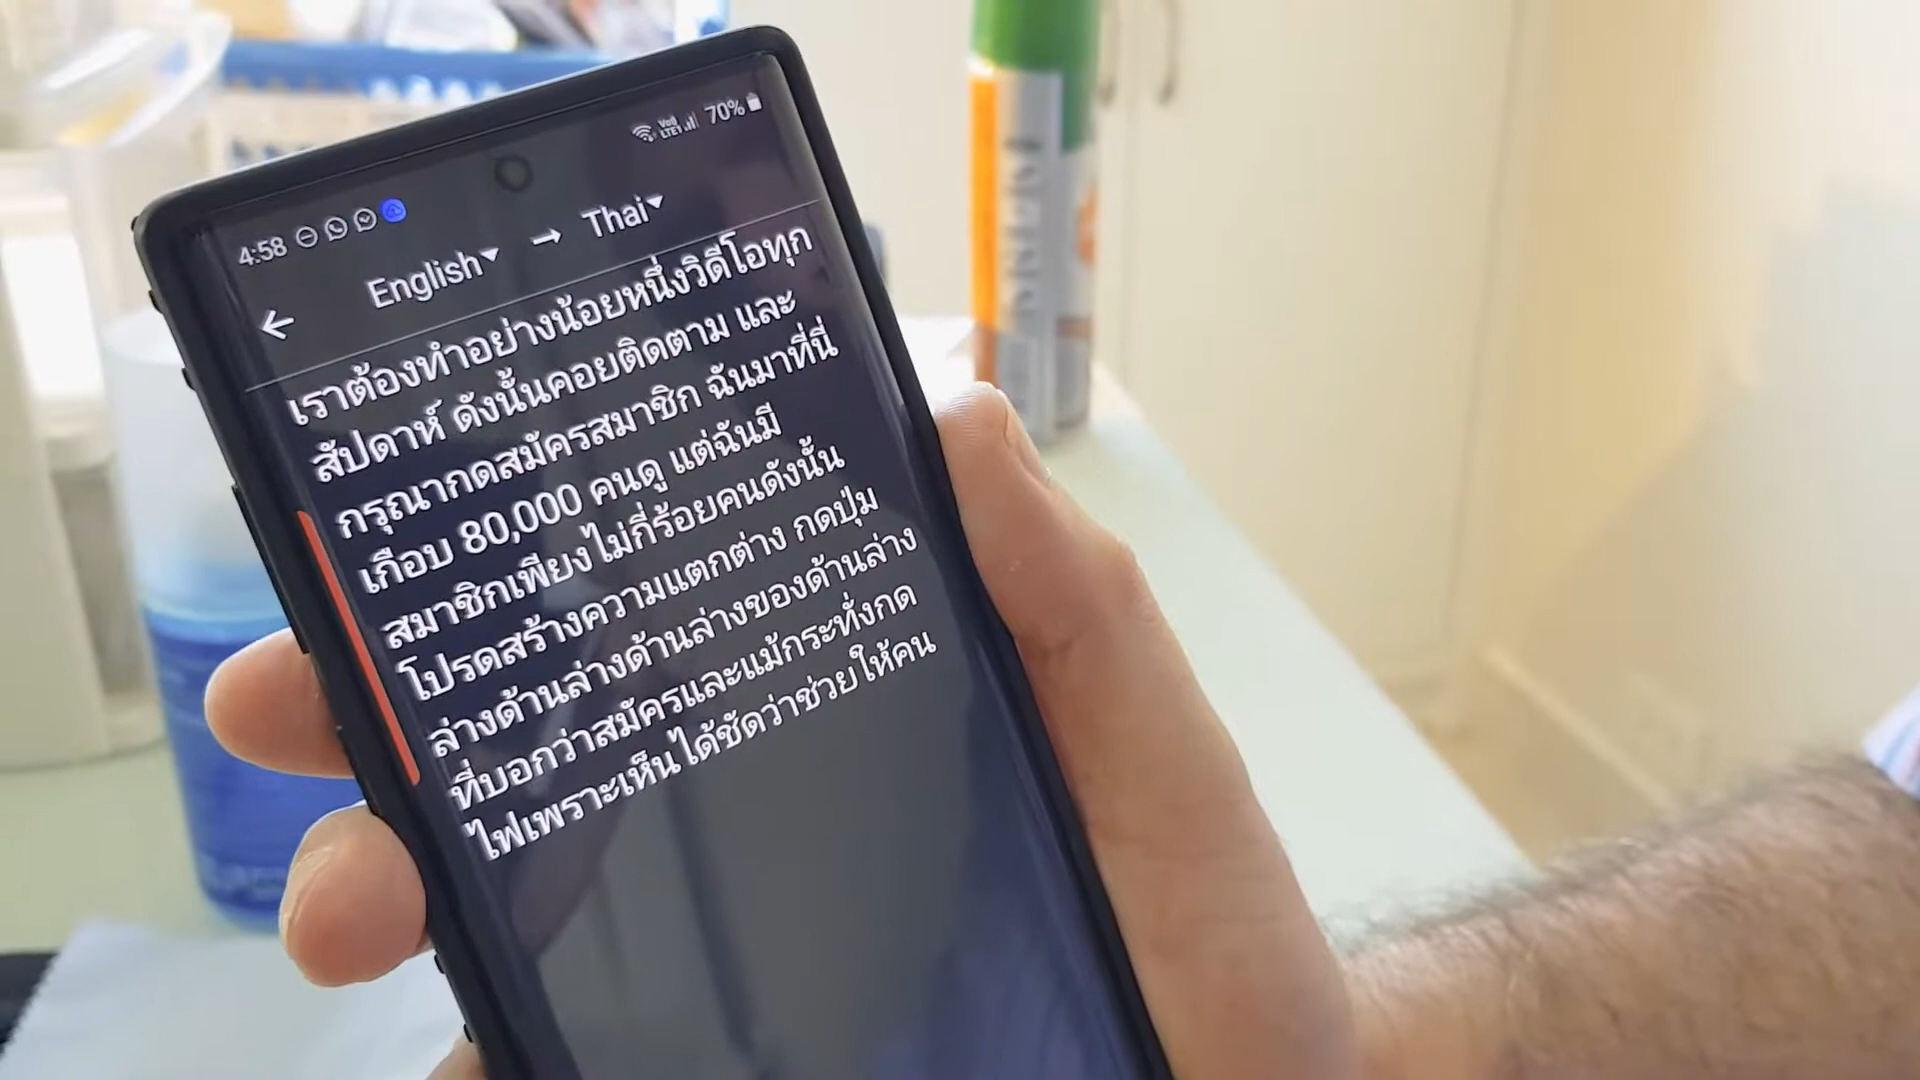 4:58
VoB
LTE1
70%
English
Thai
เราต้องทำอย่างน้อยหนึ่งวิดีโอทุก
สัปดาห์ ดังนั้นคอยติดตาม และ
กรุณากดสมัครสมาชิก ฉันมาที่นี่
เกือบ 80,000 คนดู แต่ฉันมี
สมาชิกเพียงไม่กี่ร้อยคนดังนั้น
โปรดสร้างความแตกต่าง กดปุ่ม
ล่างด้านล่างด้านล่างของด้านล่าง
ที่บอกว่าสมัครและแม้กระทั่งกด
ไฟเพราะเห็นได้ชัดว่าช่วยให้คน